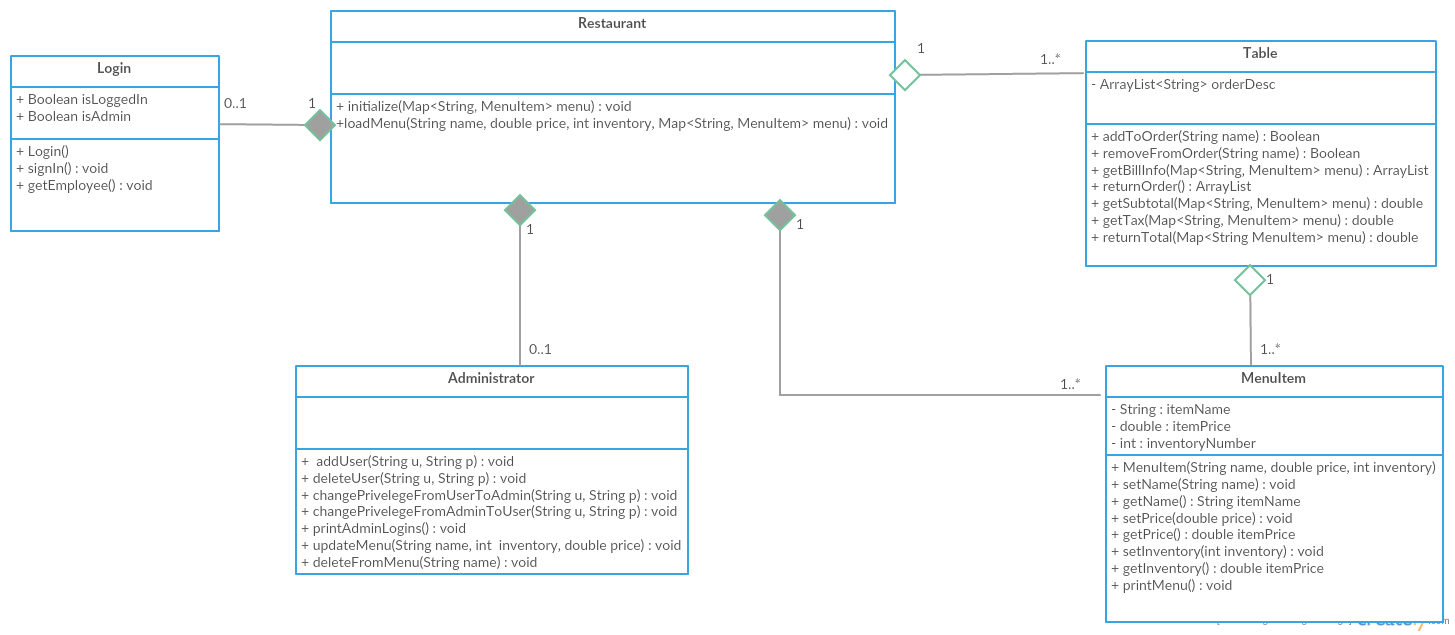 Restaurant
+ initialize(Map<String, MenuItem> menu) : void
+loadMenu(String name, double price, int inventory, Map<String, MenuItem> menu) : void
Login
+ Boolean isLoggedIn
+ Boolean isAdmin
+ Login()
+ signIn() : void
+ getEmployee() : void
0..1
1
1
1..*
Table
- ArrayList<String> orderDesc
+ addToOrder(String name) : Boolean
+ removeFromOrder(String name) : Boolean
+ getBillInfo(Map<String, MenuItem> menu) : ArrayList
+ returnOrder() : ArrayList
+ getSubtotal(Map<String, MenuItem> menu) : double
+ getTax(Map<String, MenuItem> menu) : double
+ returnTotal(Map<String MenuItem> menu) : double
1
1
1
0..1
1..*
1..*
Administrator
+  addUser(String u, String p) : void
+ deleteUser(String u, String p) : void
+ changePrivelegeFromUserToAdmin(String u, String p) : void
+ changePrivelegeFromAdminToUser(String u, String p) : void
+ printAdminLogins() : void
+ updateMenu(String name, int  inventory, double price) : void
+ deleteFromMenu(String name) : void
MenuItem
- String : itemName
- double : itemPrice
- int : inventoryNumber
+ MenuItem(String name, double price, int inventory)
+ setName(String name) : void
+ getName() : String itemName
+ setPrice(double price) : void
+ getPrice() : double itemPrice
+ setInventory(int inventory) : void
+ getInventory() : double itemPrice
+ printMenu() : void